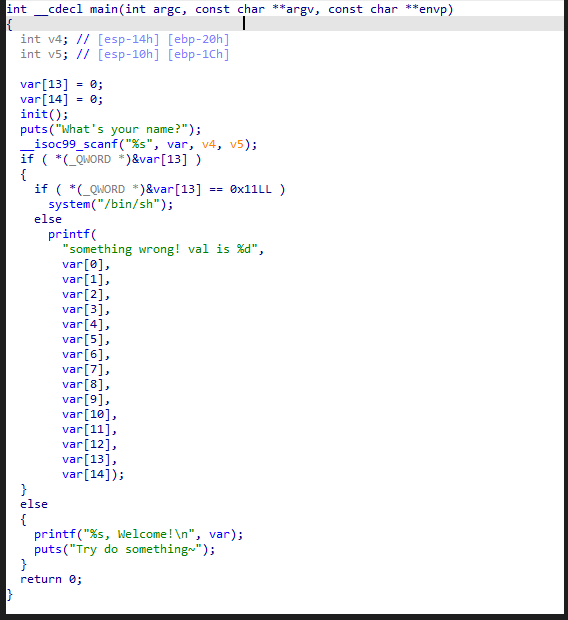 int __cdecl main(int argc, const char **argv, const char **envp)
{
  int v4; // [esp-14h] [ebp-20h]
  int v5; // [esp-10h] [ebp-1Ch]

  var[13] = 0;
  var[14] = 0;
  init();
  puts("What's your name?");
  __isoc99_scanf("%s", var, v4, v5);
  if ( *(_QWORD *)&var[13] )
  {
    if ( *(_QWORD *)&var[13] == 0x11LL )
      system("/bin/sh");
    else
      printf(
        "something wrong! val is %d",
        var[0],
        var[1],
        var[2],
        var[3],
        var[4],
        var[5],
        var[6],
        var[7],
        var[8],
        var[9],
        var[10],
        var[11],
        var[12],
        var[13],
        var[14]);
  }
  else
  {
    printf("%s, Welcome!\n", var);
    puts("Try do something~");
  }
  return 0;
}